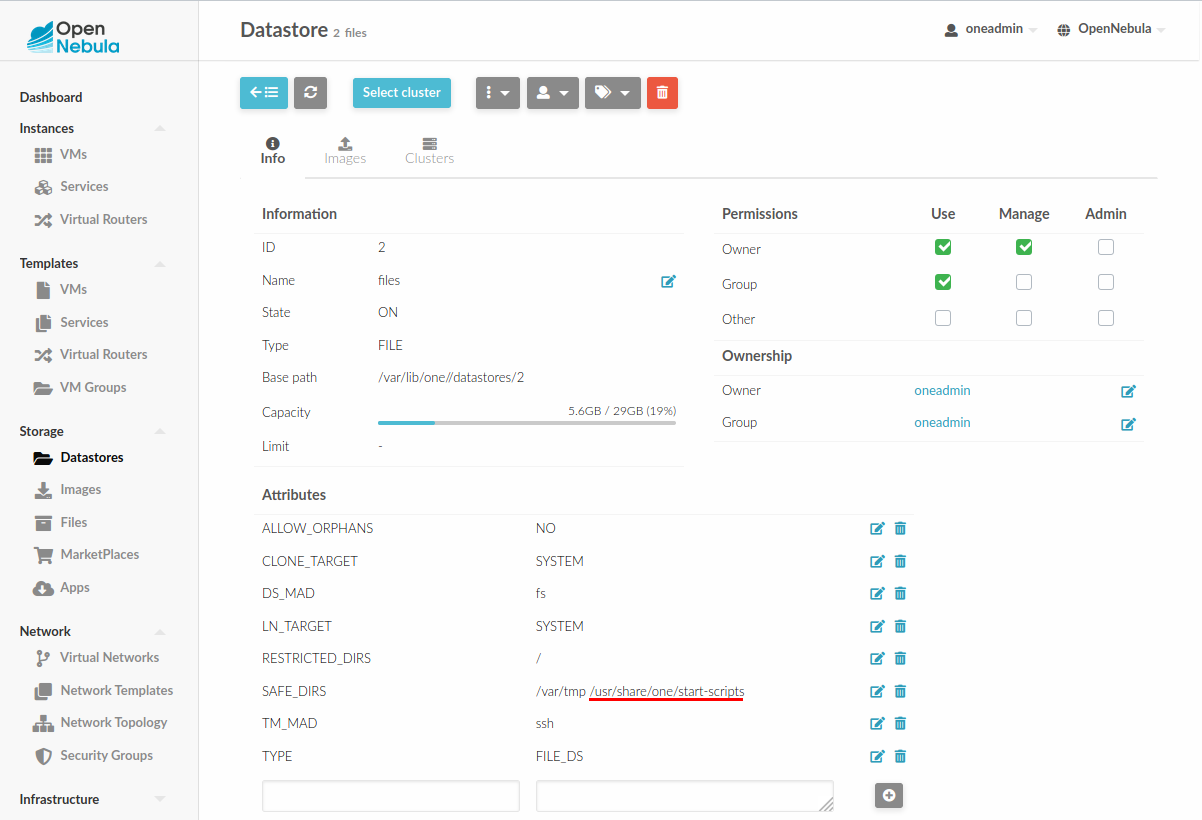 Open
Nebula
Datastore 2 files
oneadmin
OpenNebula
Dashboard
Instances
VMs
Services
Virtual Routers
Templates
VMs
Services
Virtual Routers
VM Groups
Storage
Datastores
Images
Files
MarketPlaces
Apps
Network
Virtual Networks
Network Templates
Network Topology
Security Groups
Infrastructure
Select cluster
Info
Images
Clusters
Information
ID 2
Name files
State ON
Type FILE
Base path /var/lib/one//datastores/2
Capacity 5.6GB / 29GB (19%)
Limit -
Permissions Use Manage Admin
Owner
Group
Other
Ownership
Owner oneadmin
Group oneadmin
Attributes
ALLOW_ORPHANS NO
CLONE_TARGET SYSTEM
DS_MAD fs
LN_TARGET SYSTEM
RESTRICTED_DIRS /
SAFE_DIRS /var/tmp /usr/share/one/start-scripts
TM_MAD ssh
TYPE FILE_DS